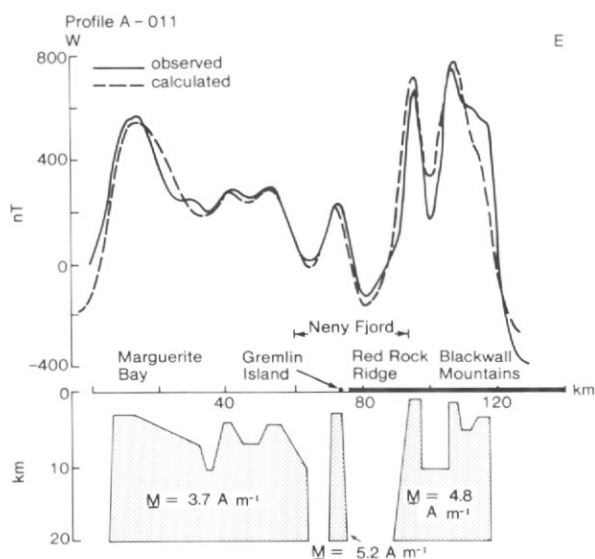 Profile A - 011
W
E
800
observed
calculated
400
nT
0
Neny Fjord
-400
Marguerite Bay
Gremlin Island
Red Rock Ridge
Blackwall Mountains
0
40
80
120
km
km
10
20
M = 3.7 A m⁻¹
M = 4.8 A m⁻¹
M = 5.2 A m⁻¹